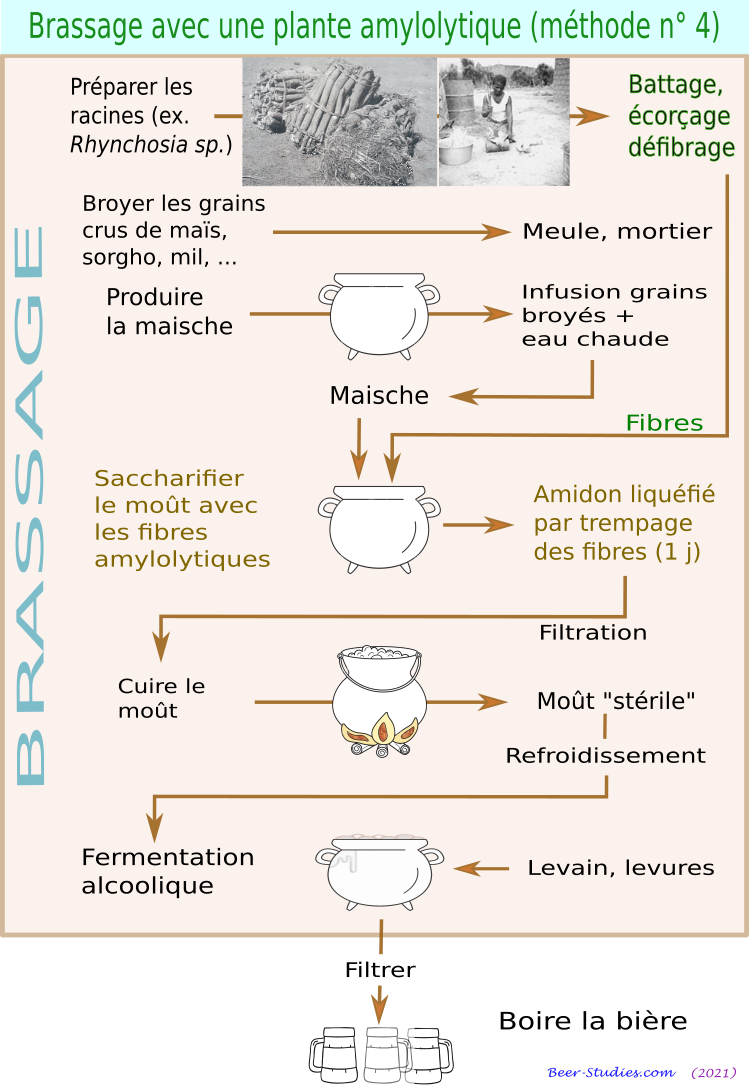 Brassage avec une plante amylolytique (méthode n° 4)
Préparer les
racines (ex.
Rhynchosia sp.)
Battage,
écorçage
défibrage
Broyer les grains
crus de maïs,
sorgho, mil, ...
Meule, mortier
Produire
la maische
Infusion grains
broyés +
eau chaude
Maische
Fibres
Saccharifier
le moût avec
les fibres
amylolytiques
Amidon liquéfié
par trempage
des fibres (1 j)
Filtration
Cuire le
moût
Moût "stérile"
Refroidissement
Fermentation
alcoolique
Levain, levures
BRASSAGE
Filtrer
Boire la bière
Beer-Studies.com (2021)